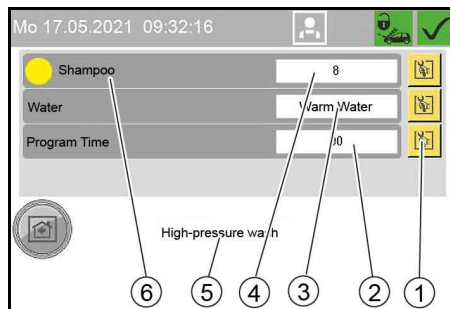 Mo 17.05.2021 09:32:16
Shampoo 8
Water Warm Water
Program Time
High-pressure
6 5 4 3 2 1